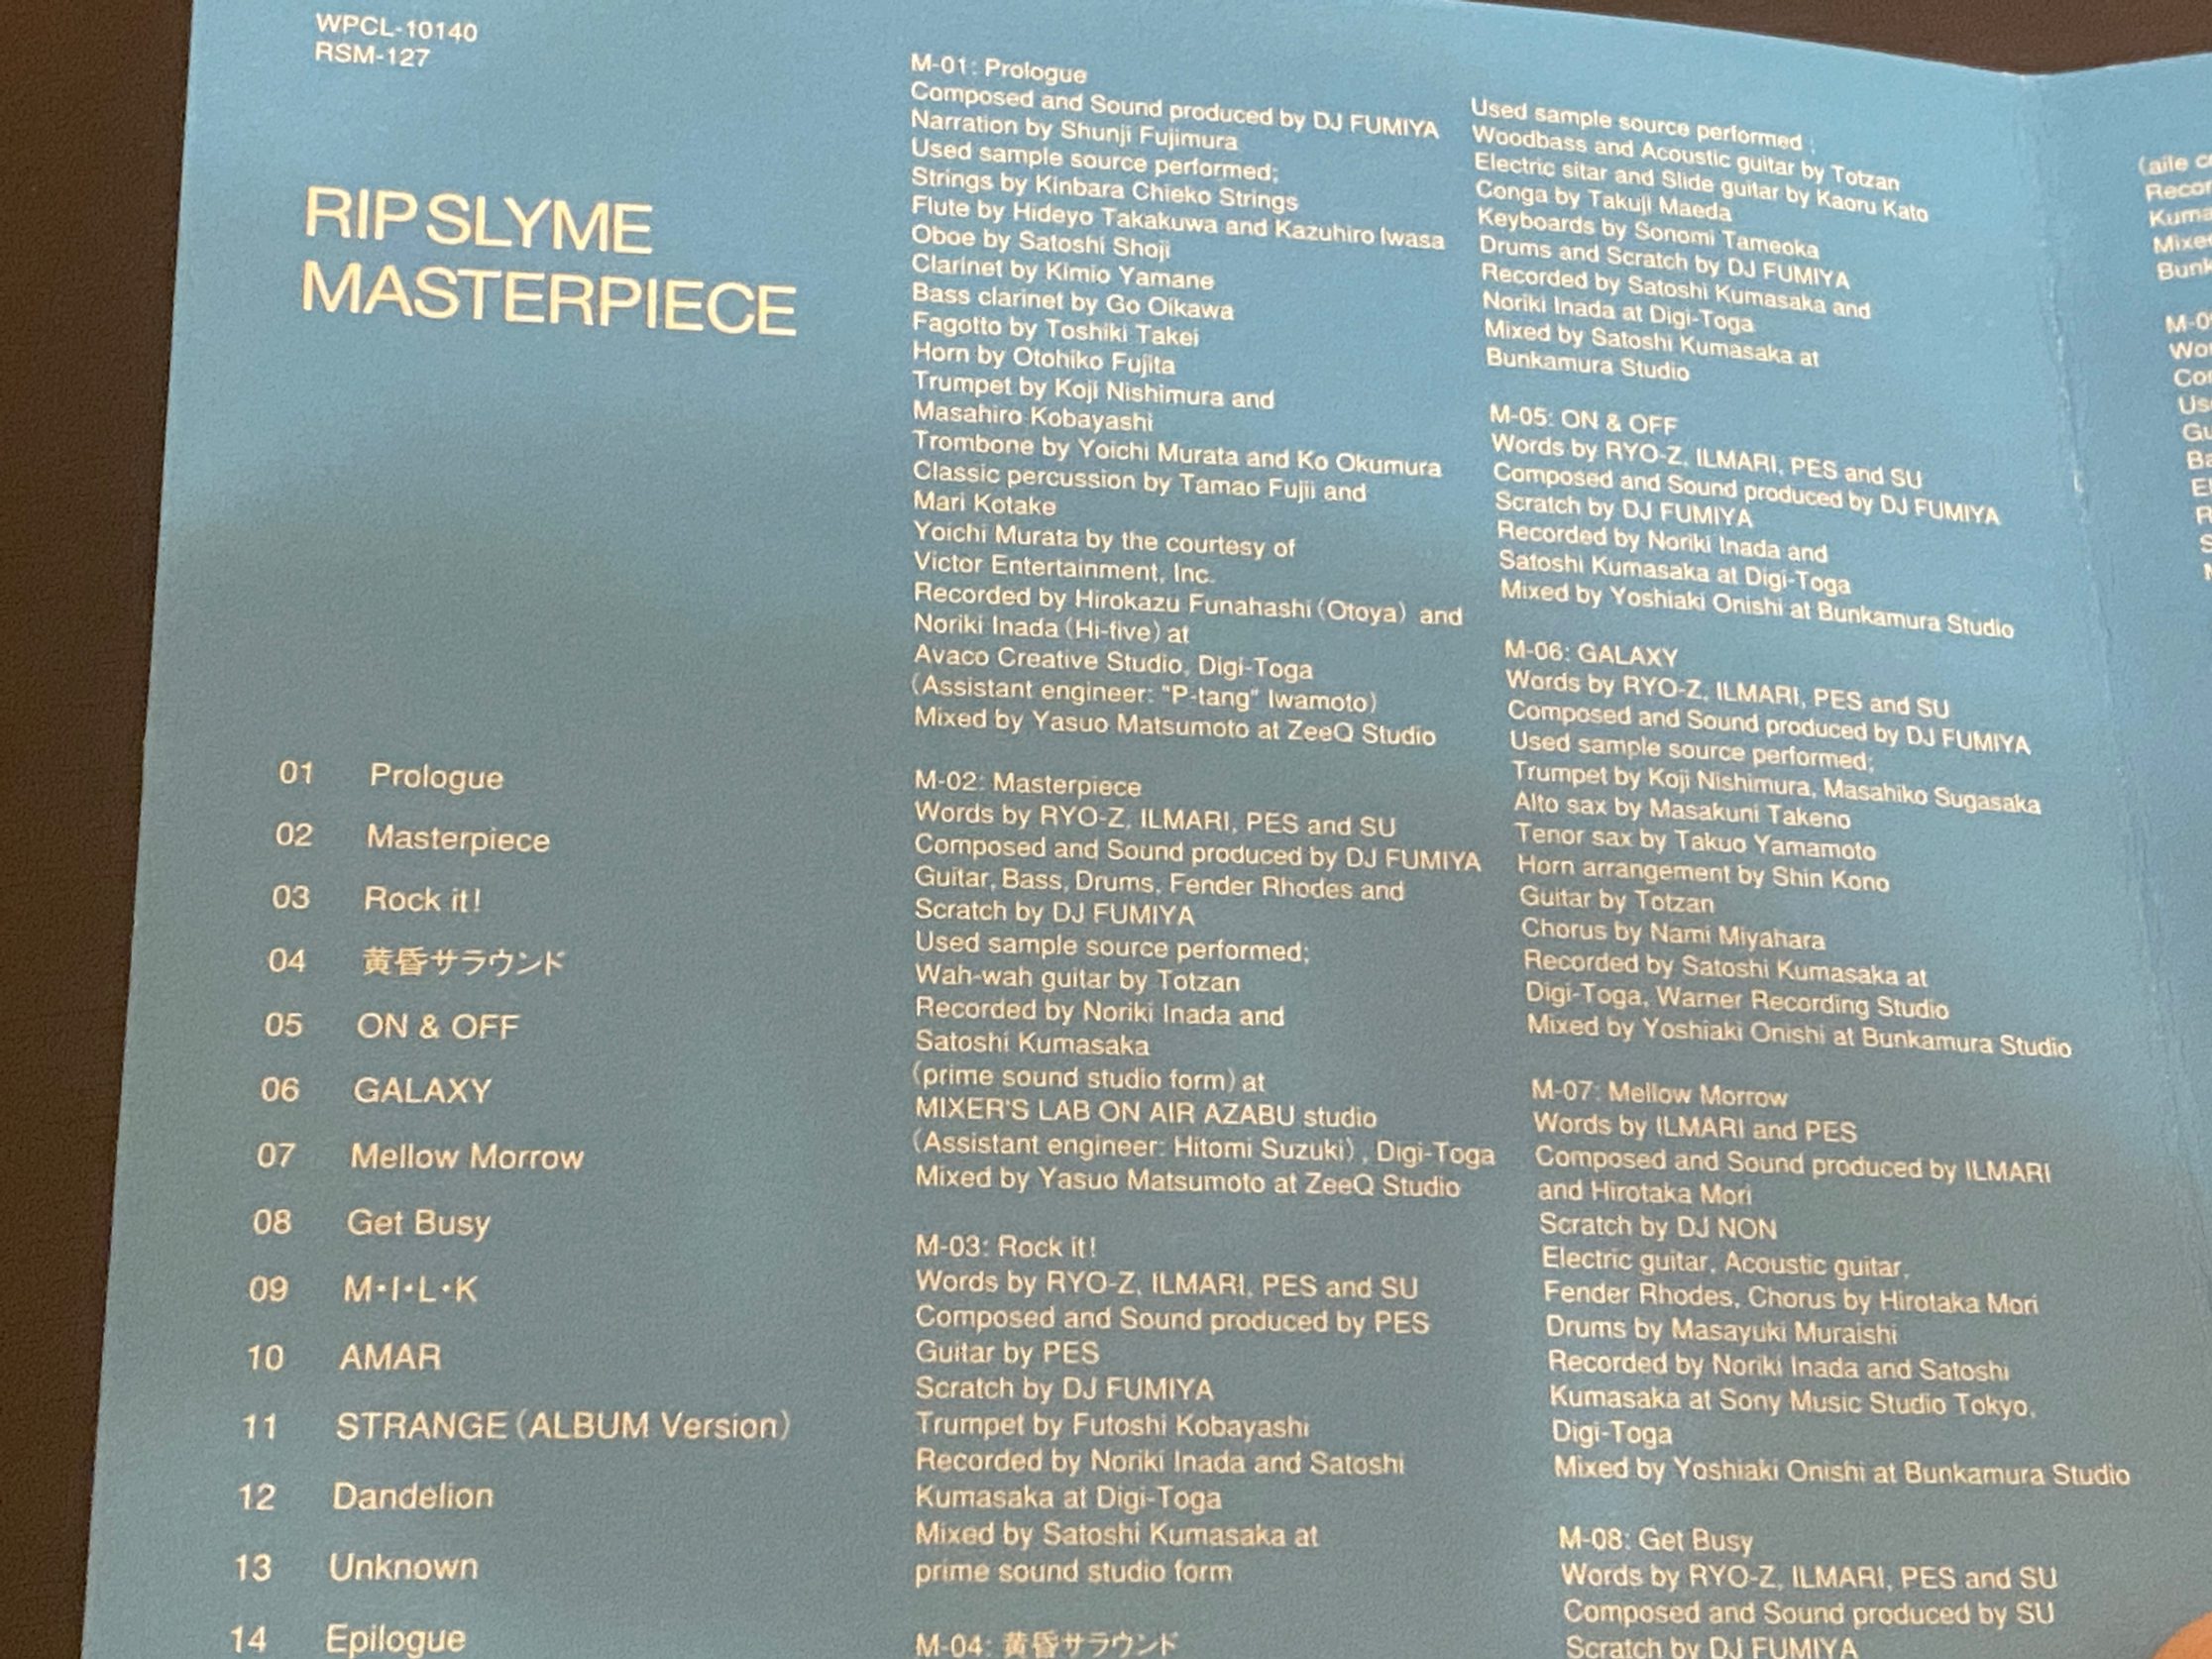 WPCL-10140
RSM-127
RIP SLYME
MASTERPIECE
01 Prologue
02 Masterpiece
03 Rock it!
04 黄昏サラウンド
05 ON & OFF
06 GALAXY
07 Mellow Morrow
08 Get Busy
09 M・I・L・K
10 AMAR
11 STRANGE (ALBUM Version)
12 Dandelion
13 Unknown
14 Epilogue
M-01: Prologue
Composed and Sound produced by DJ FUMIYA
Narration by Shunji Fujimura
Used sample source performed;
Strings by Kinbara Chieko Strings
Flute by Hideyo Takakuwa and Kazuhiro Iwasa
Oboe by Satoshi Shoji
Clarinet by Kimio Yamane
Bass clarinet by Go Oikawa
Fagotto by Toshiki Takei
Horn by Otohiko Fujita
Trumpet by Koji Nishimura and
Masahiro Kobayashi
Trombone by Yoichi Murata and Ko Okumura
Classic percussion by Tamao Fujii and
Mari Kotake
Yoichi Murata by the courtesy of
Victor Entertainment, Inc.
Recorded by Hirokazu Funahashi (Otoya) and
Noriki Inada (Hi-five) at
Avaco Creative Studio, Digi-Toga
(Assistant engineer: "P-tang" Iwamoto)
Mixed by Yasuo Matsumoto at ZeeQ Studio
M-02: Masterpiece
Words by RYO-Z, ILMARI, PES and SU
Composed and Sound produced by DJ FUMIYA
Guitar, Bass, Drums, Fender Rhodes and
Scratch by DJ FUMIYA
Used sample source performed;
Wah-wah guitar by Totzan
Recorded by Noriki Inada and
Satoshi Kumasaka
(prime sound studio form) at
MIXER'S LAB ON AIR AZABU studio
(Assistant engineer: Hitomi Suzuki), Digi-Toga
Mixed by Yasuo Matsumoto at ZeeQ Studio
M-03: Rock it!
Words by RYO-Z, ILMARI, PES and SU
Composed and Sound produced by PES
Guitar by PES
Scratch by DJ FUMIYA
Trumpet by Futoshi Kobayashi
Recorded by Noriki Inada and Satoshi
Kumasaka at Digi-Toga
Mixed by Satoshi Kumasaka at
prime sound studio form
M-04: 黄昏サラウンド
Used sample source performed ;
Woodbass and Acoustic guitar by Totzan
Electric sitar and Slide guitar by Kaoru Kato
Conga by Takuji Maeda
Keyboards by Sonomi Tameoka
Drums and Scratch by DJ FUMIYA
Recorded by Satoshi Kumasaka and
Noriki Inada at Digi-Toga
Mixed by Satoshi Kumasaka at
Bunkamura Studio
M-05: ON & OFF
Words by RYO-Z, ILMARI, PES and SU
Composed and Sound produced by DJ FUMIYA
Scratch by DJ FUMIYA
Recorded by Noriki Inada and
Satoshi Kumasaka at Digi-Toga
Mixed by Yoshiaki Onishi at Bunkamura Studio
M-06: GALAXY
Words by RYO-Z, ILMARI, PES and SU
Composed and Sound produced by DJ FUMIYA
Used sample source performed;
Trumpet by Koji Nishimura, Masahiko Sugasaka
Alto sax by Masakuni Takeno
Tenor sax by Takuo Yamamoto
Horn arrangement by Shin Kono
Guitar by Totzan
Chorus by Nami Miyahara
Recorded by Satoshi Kumasaka at
Digi-Toga, Warner Recording Studio
Mixed by Yoshiaki Onishi at Bunkamura Studio
M-07: Mellow Morrow
Words by ILMARI and PES
Composed and Sound produced by ILMARI
and Hirotaka Mori
Scratch by DJ NON
Electric guitar, Acoustic guitar,
Fender Rhodes, Chorus by Hirotaka Mori
Drums by Masayuki Muraishi
Recorded by Noriki Inada and Satoshi
Kumasaka at Sony Music Studio Tokyo,
Digi-Toga
Mixed by Yoshiaki Onishi at Bunkamura Studio
M-08: Get Busy
Words by RYO-Z, ILMARI, PES and SU
Composed and Sound produced by SU
Scratch by DJ FUMIYA
(aile